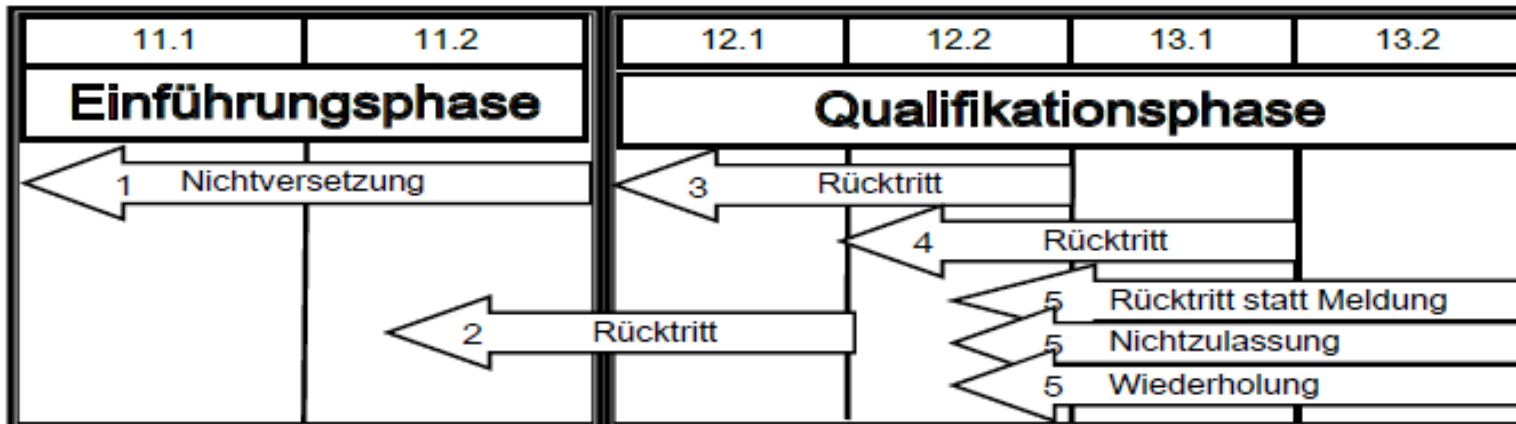 11.1 11.2 12.1 12.2 13.1 13.2
Einführungsphase Qualifikationsphase
1 Nichtversetzung 3 Rücktritt
4 Rücktritt
5 Rücktritt statt Meldung
2 Rücktritt
5 Nichtzulassung
5 Wiederholung